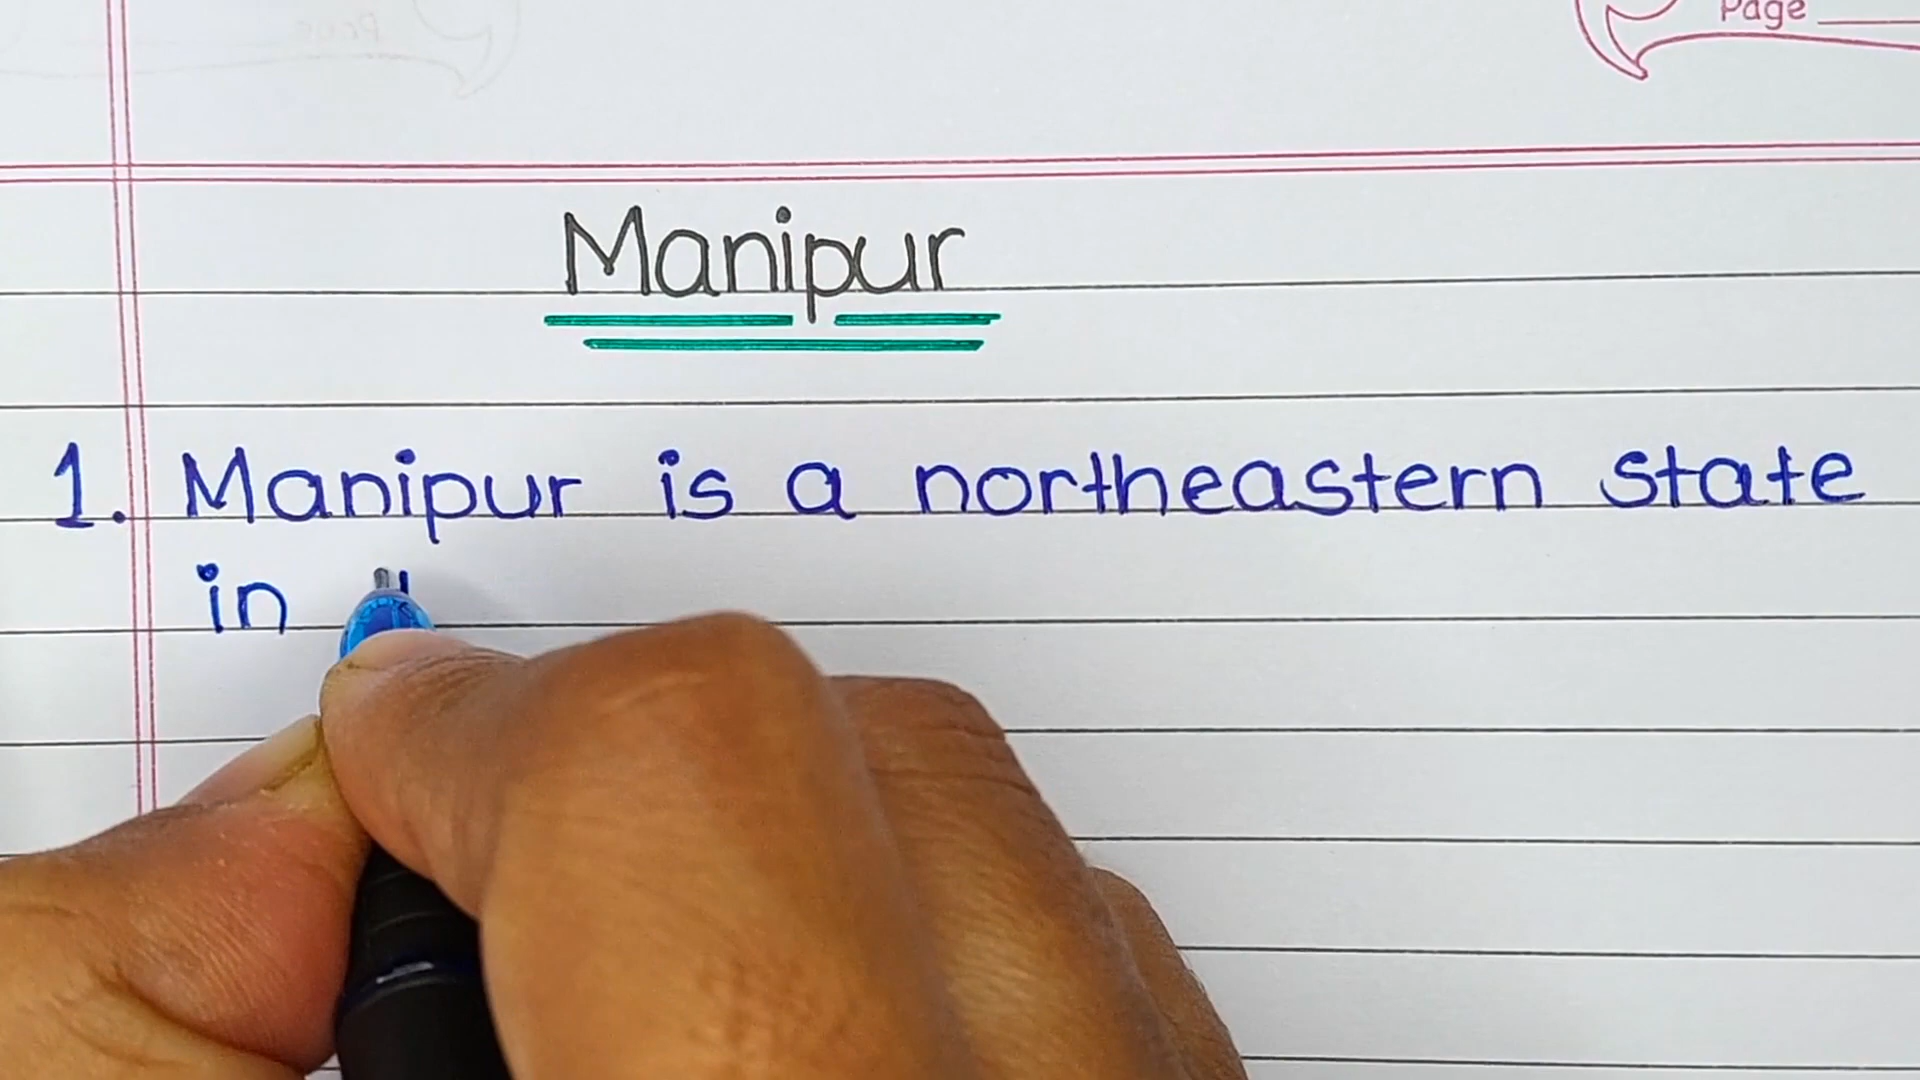 Page
Manipur
1. Manipur is a northeastern state
in